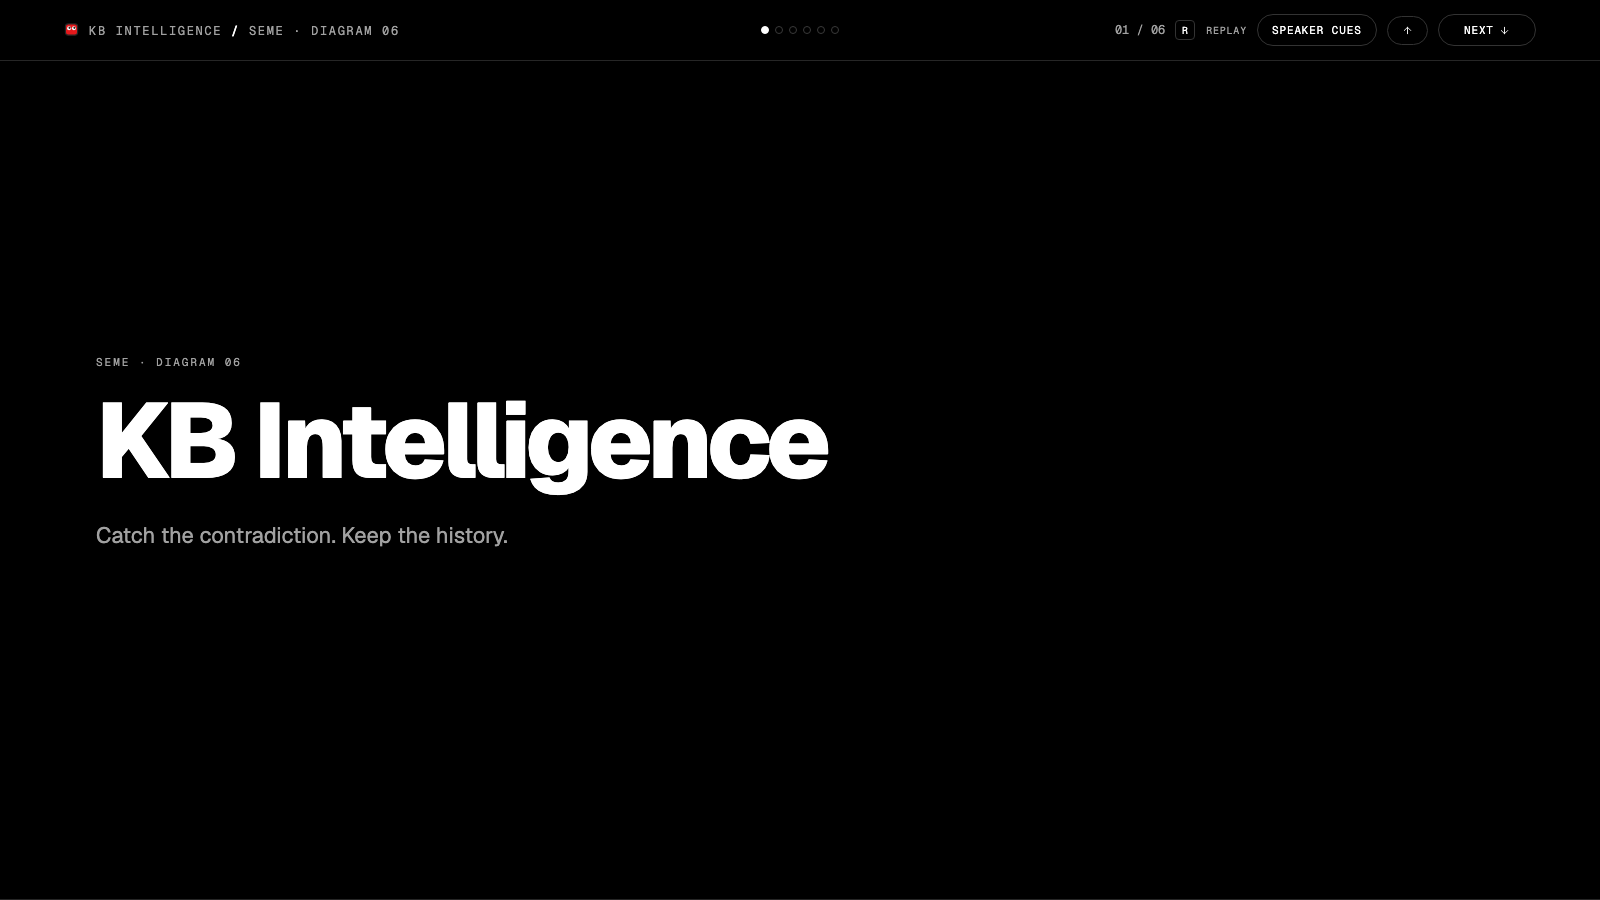 KB INTELLIGENCE / SEME · DIAGRAM 06
01 / 06 R REPLAY SPEAKER CUES ↑ NEXT ↓
SEME · DIAGRAM 06
KB Intelligence
Catch the contradiction. Keep the history.